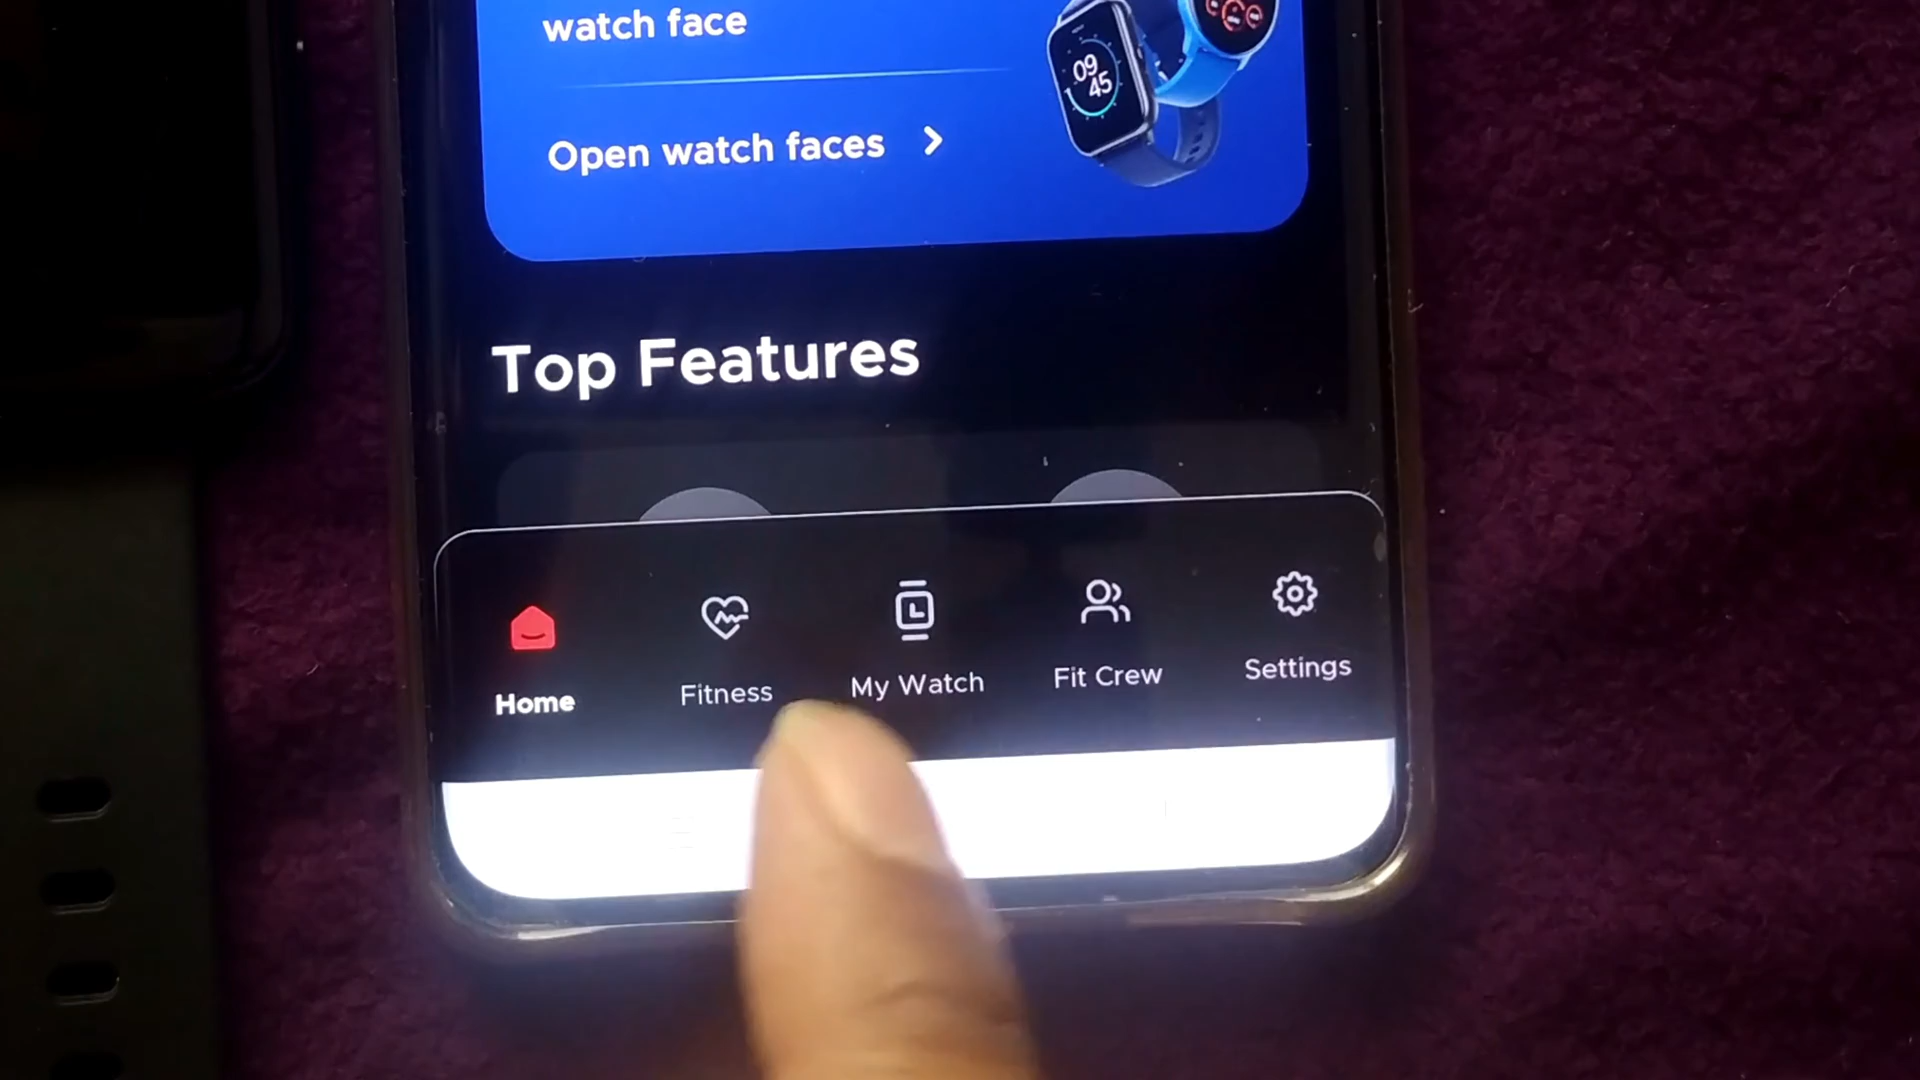 watch face
09
45
Open watch faces
Top Features
Home
Fitness
My Watch
Fit Crew
Settings